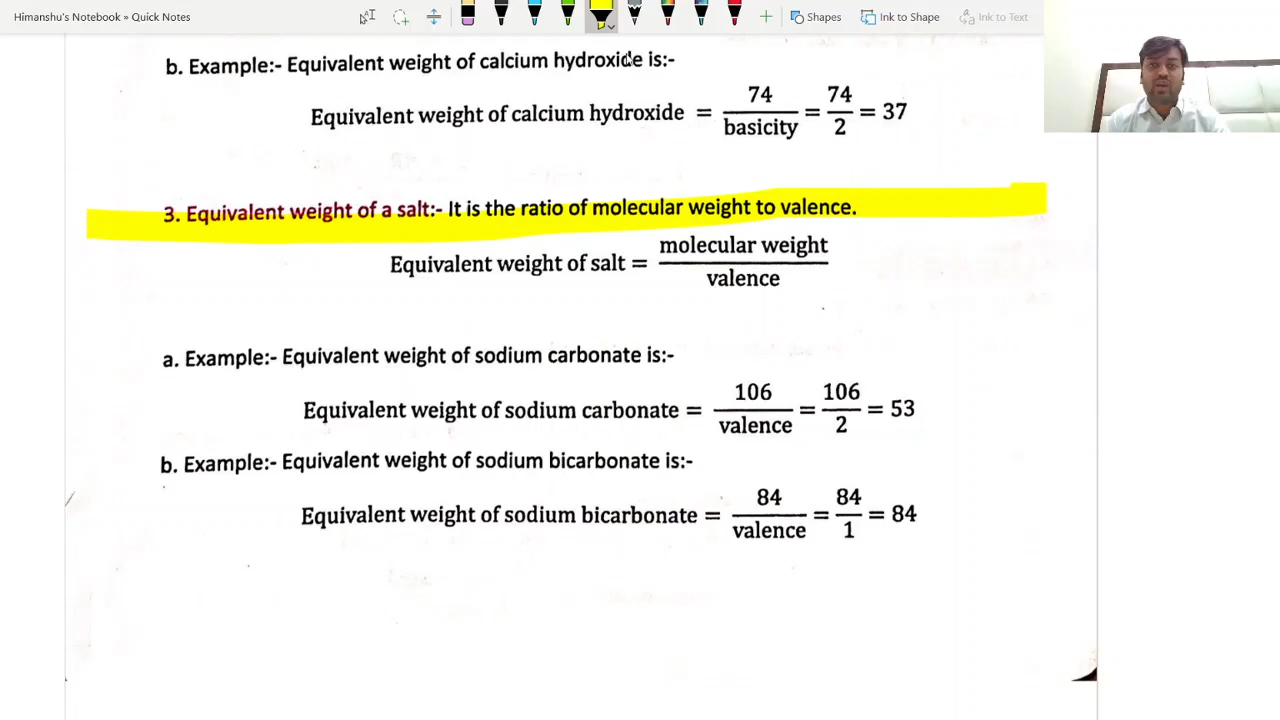 Himanshu's Notebook » Quick Notes
Shapes
Ink to Shape
Ink to Text
b. Example:- Equivalent weight of calcium hydroxide is:-
Equivalent weight of calcium hydroxide = 74/basicity = 74/2 = 37
3. Equivalent weight of a salt:- It is the ratio of molecular weight to valence.
Equivalent weight of salt = molecular weight/valence
a. Example:- Equivalent weight of sodium carbonate is:-
Equivalent weight of sodium carbonate = 106/valence = 106/2 = 53
b. Example:- Equivalent weight of sodium bicarbonate is:-
Equivalent weight of sodium bicarbonate = 84/valence = 84/1 = 84